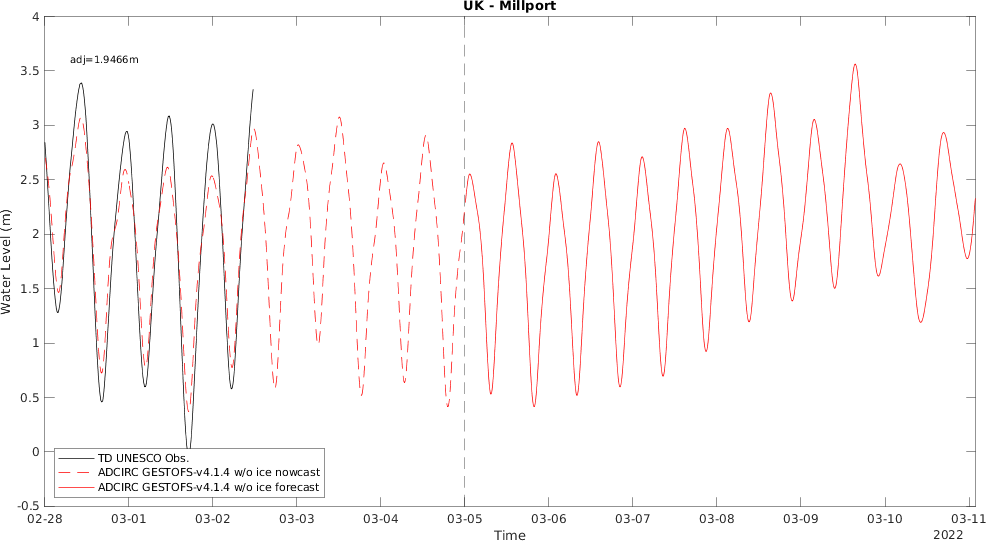 UK - Millport
adj=1.9466m
Water Level (m)
4
3.5
3
2.5
2
1.5
1
0.5
0
-0.5
TD UNESCO Obs.
ADCIRC GESTOFS-v4.1.4 w/o ice nowcast
ADCIRC GESTOFS-v4.1.4 w/o ice forecast
02-28 03-01 03-02 03-03 03-04 03-05 03-06 03-07 03-08 03-09 03-10 03-11
Time
2022